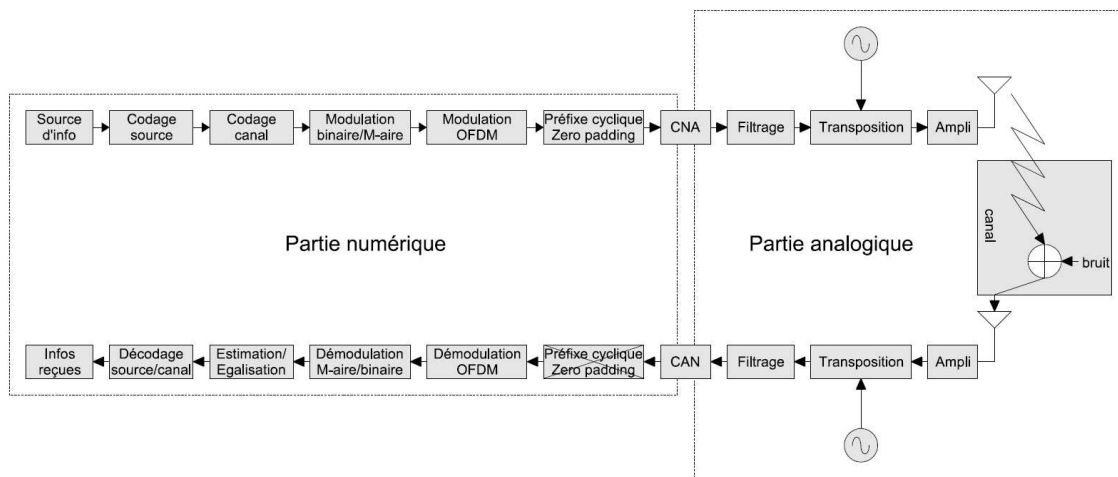 Source
d'info
Codage
source
Codage
canal
Modulation
binaire/M-aire
Modulation
OFDM
Préfixe cyclique
Zero padding
CNA
Filtrage
Transposition
Ampli
Partie numérique
Partie analogique
canal
bruit
Infos
reçues
Décodage
source/canal
Estimation/
Egalisation
Démodulation
M-aire/binaire
Démodulation
OFDM
Préfixe cyclique
Zero padding
CAN
Filtrage
Transposition
Ampli